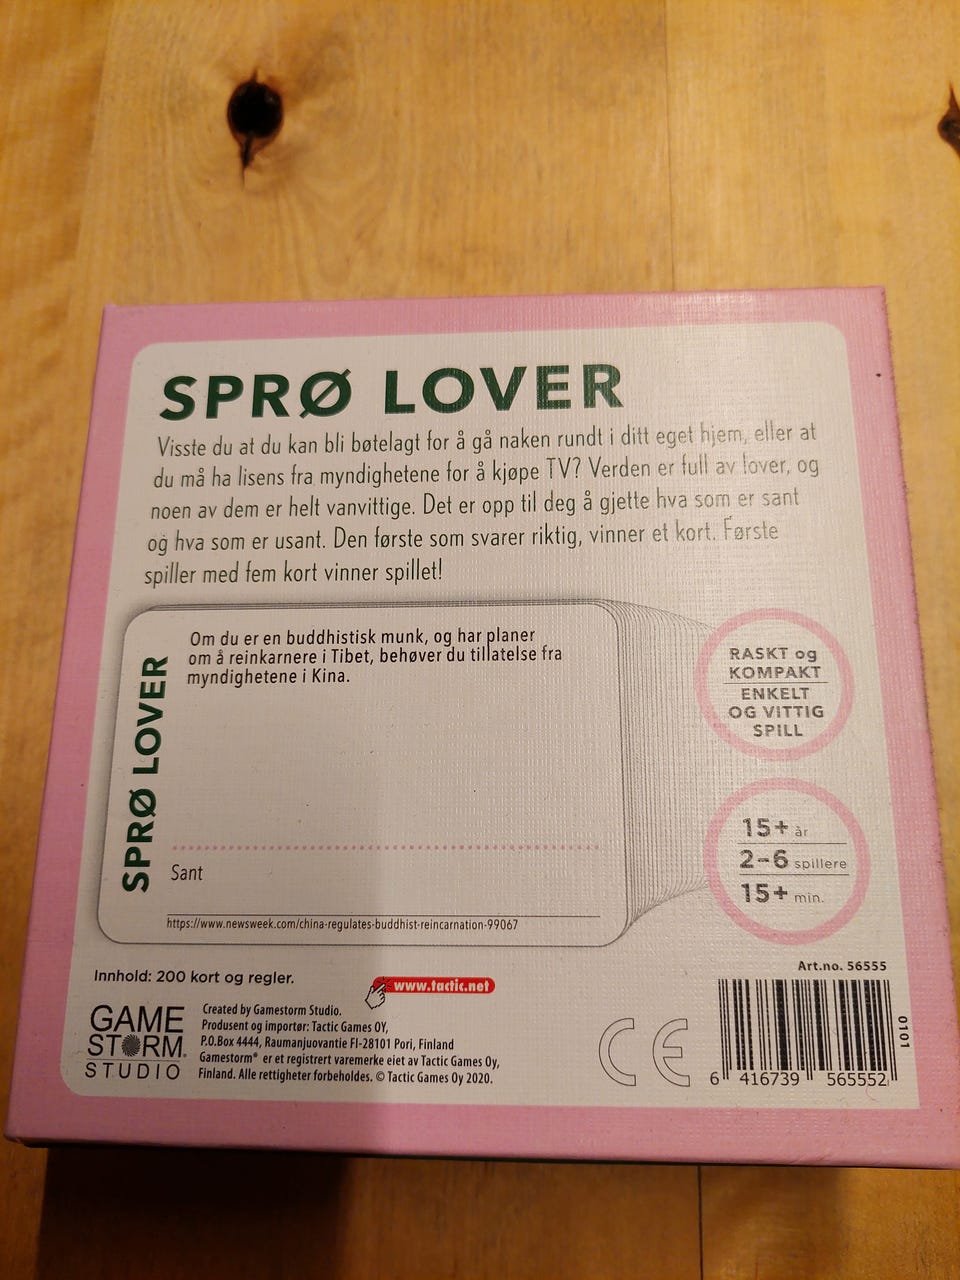 SPRØ LOVER
Visste du at du kan bli bøtelagt for å gå naken rundt i ditt eget hjem, eller at
du må ha lisens fra myndighetene for å kjøpe TV? Verden er full av lover, og
noen av dem er helt vanvittige. Det er opp til deg å gjette hva som er sant
og hva som er usant. Den første som svarer riktig, vinner et kort. Første
spiller med fem kort vinner spillet!
SPRØ LOVER
Om du er en buddhistisk munk, og har planer
om å reinkarnere i Tibet, behøver du tillatelse fra
myndighetene i Kina.
Sant
https://www.newsweek.com/china-regulates-buddhist-reincarnation-99067
RASKT og
KOMPAKT
ENKELT
OG VITTIG
SPILL
15+ år
2-6 spillere
15+ min.
Innhold: 200 kort og regler.
www.tactic.net
GAME
STORM
STUDIO
Created by Gamestorm Studio.
Produsent og importør: Tactic Games OY,
P.O.Box 4444, Raumanjuovantie FI-28101 Pori, Finland
Gamestorm® er et registrert varemerke eiet av Tactic Games Oy,
Finland. Alle rettigheter forbeholdes. © Tactic Games Oy 2020.
CE
Art.no. 56555
0101
6 416739 565552